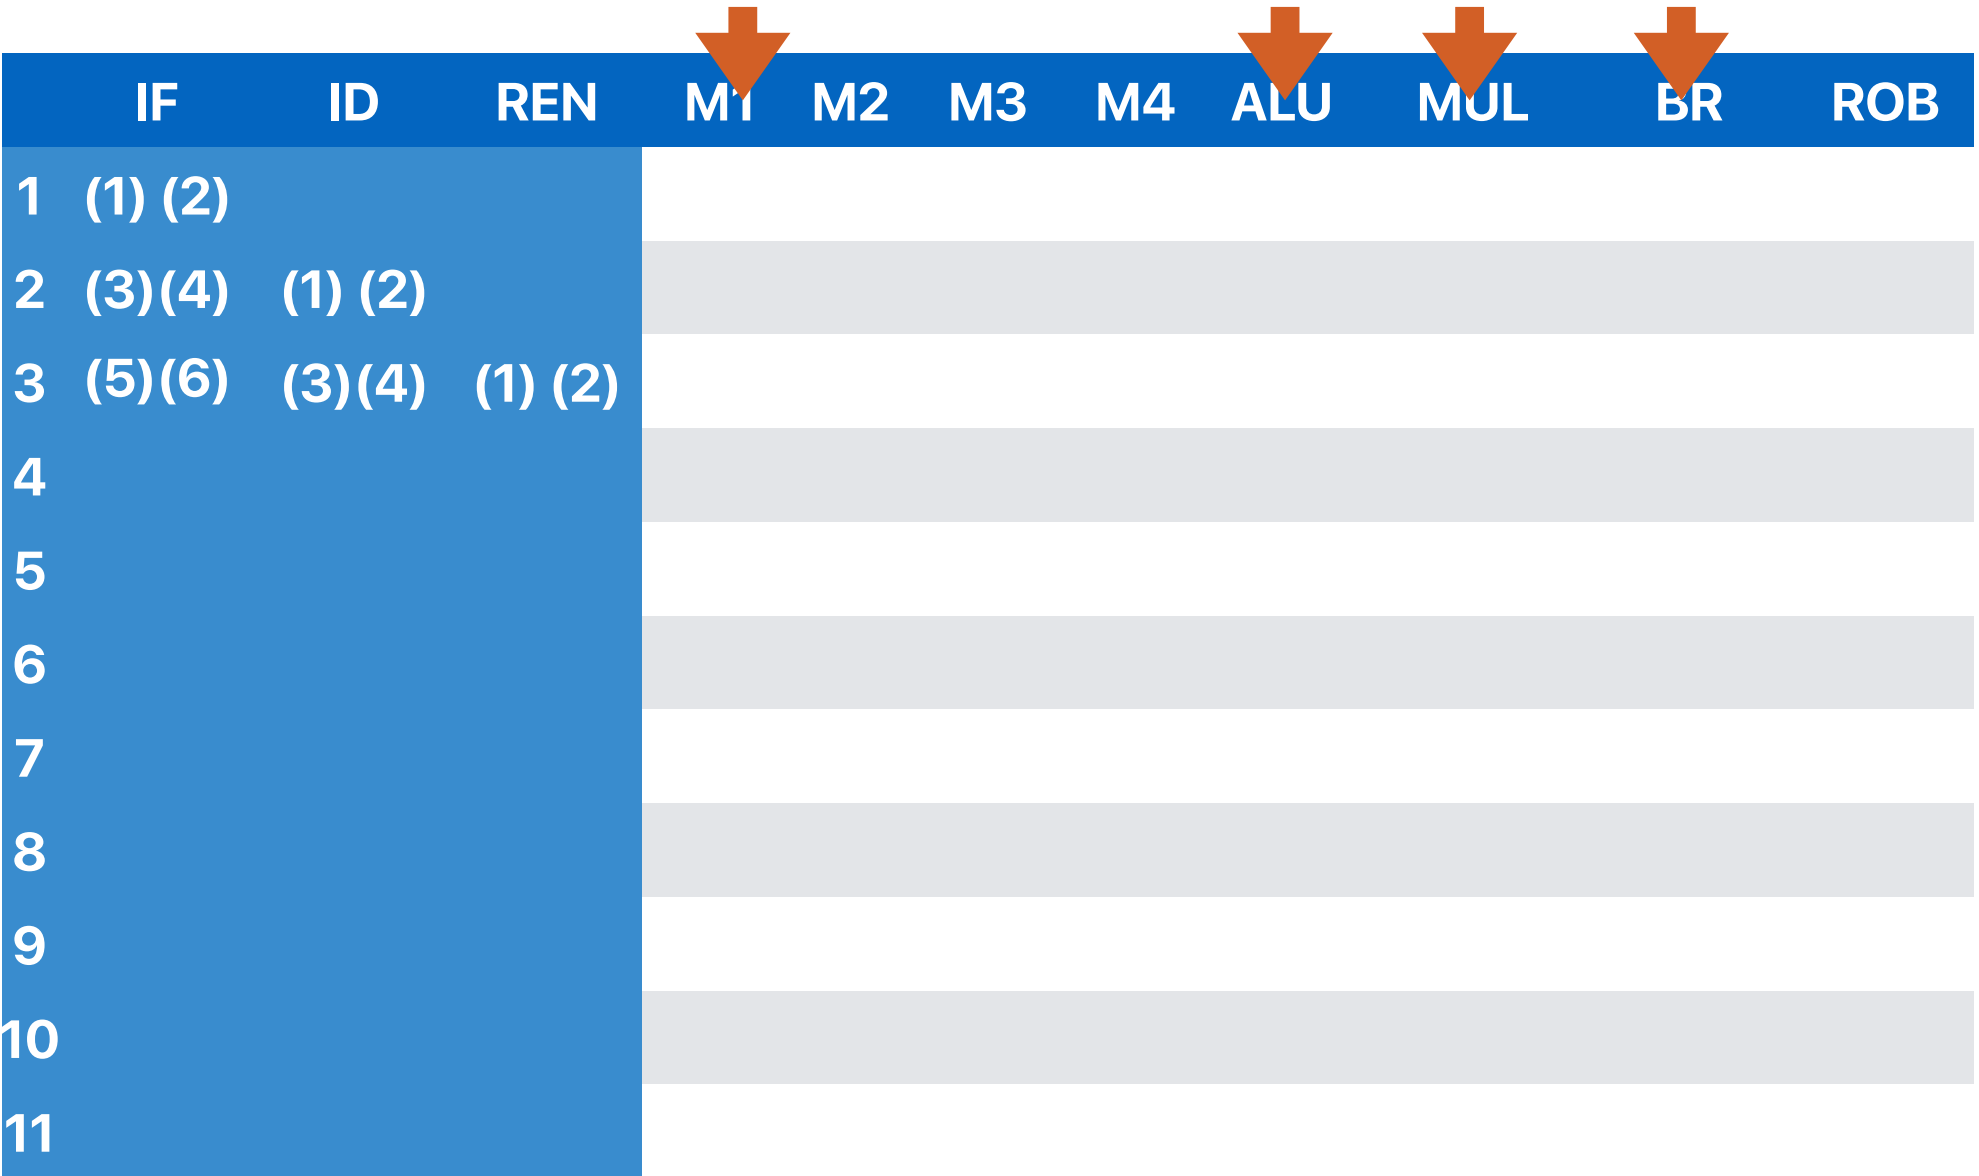 IF ID REN M1 M2 M3 M4 ALU MUL BR ROB
1 (1) (2)
2 (3)(4) (1) (2)
3 (5)(6) (3)(4) (1) (2)
4
5
6
7
8
9
10
11